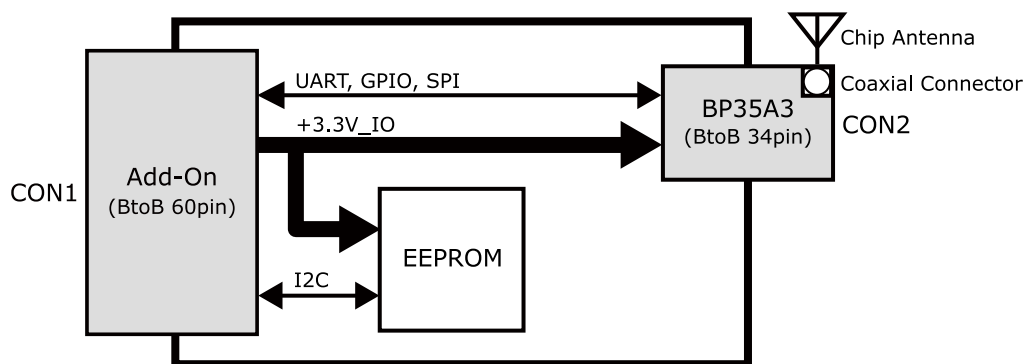 Chip Antenna
UART, GPIO, SPI
Coaxial Connector
BP35A3
(BtoB 34pin)
CON2
+3.3V_IO
CON1
Add-On
(BtoB 60pin)
EEPROM
I2C